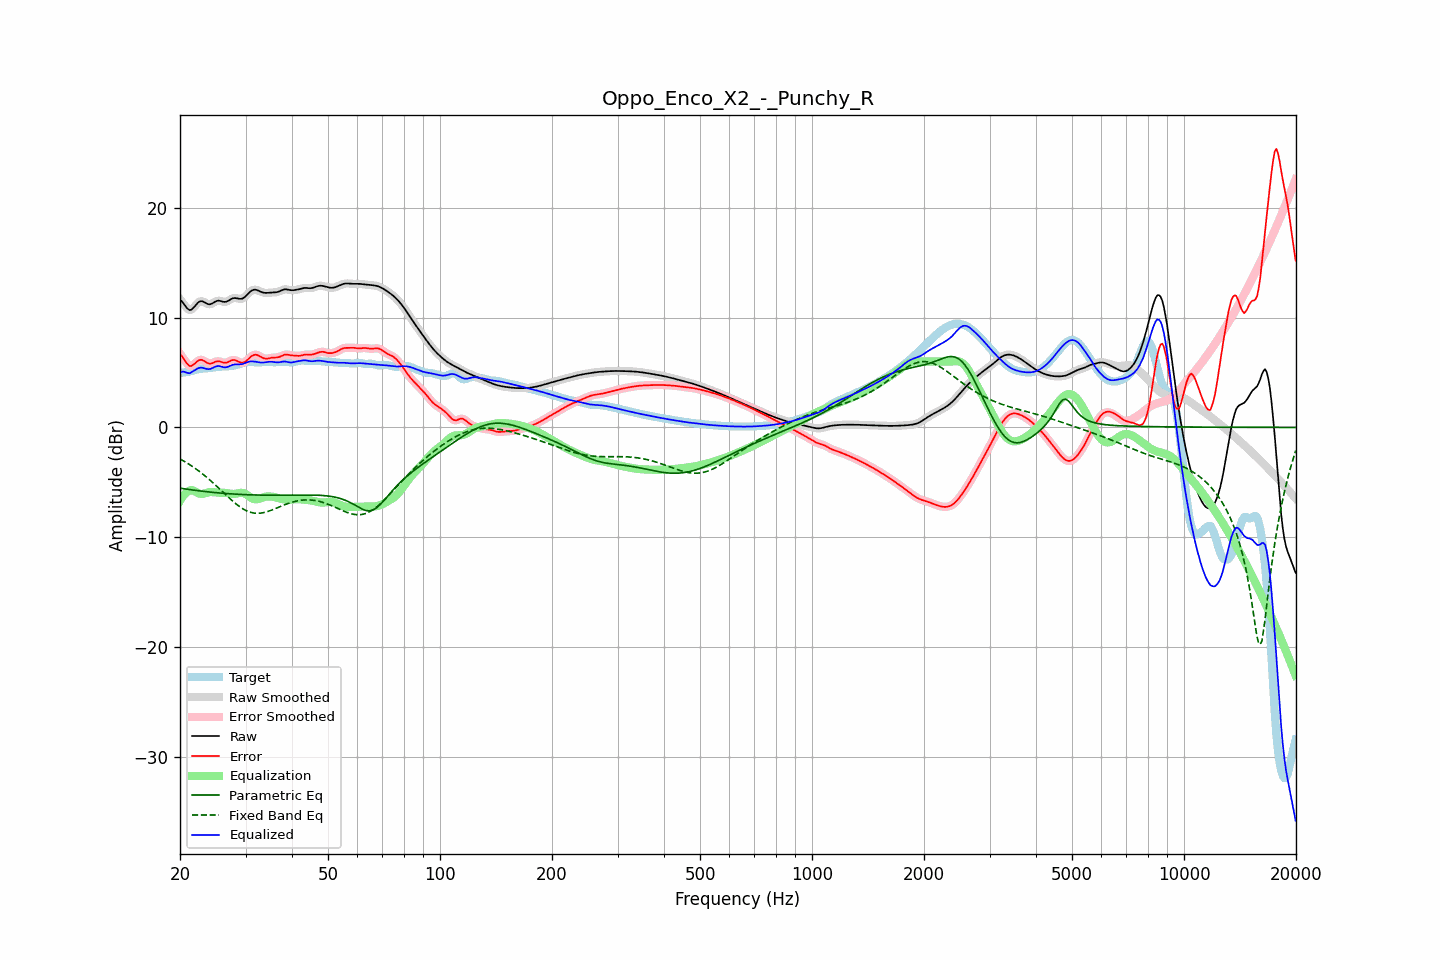 Oppo_Enco_X2_-_Punchy_R
Amplitude (dBr)
20
10
0
−10
−20
−30
Target
Raw Smoothed
Error Smoothed
Raw
Error
Equalization
Parametric Eq
Fixed Band Eq
Equalized
20 50 100 200 500 1000 2000 5000 10000 20000
Frequency (Hz)